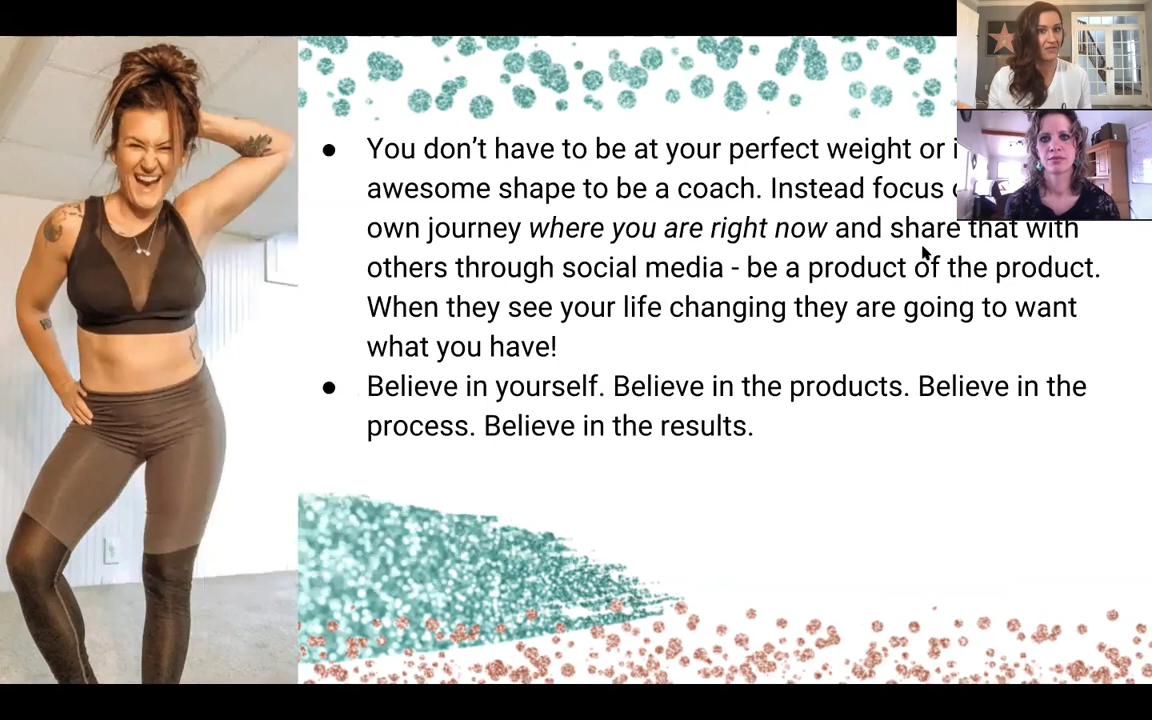 ● You don’t have to be at your perfect weight or
awesome shape to be a coach. Instead focus
own journey where you are right now and share that with
others through social media - be a product of the product.
When they see your life changing they are going to want
what you have!
● Believe in yourself. Believe in the products. Believe in the
process. Believe in the results.